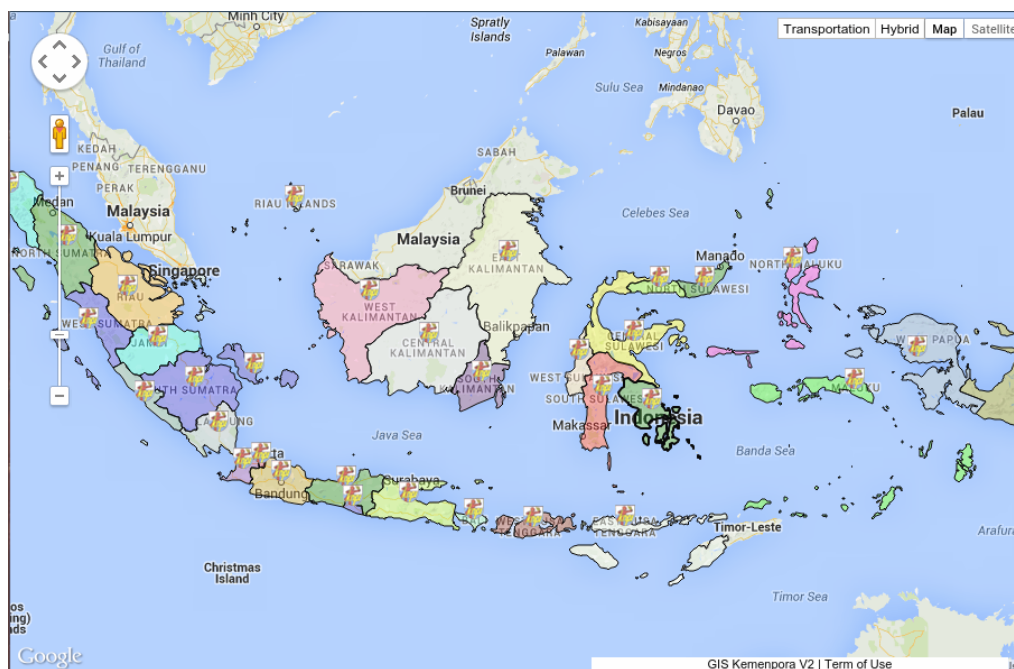 Minh City
Spratly
Islands
Kabisayaan
Transportation
Hybrid
Map
Satellite
Gulf of
Thailand
Palawan
Negros
Sulu Sea
Mindanao
Davao
Palau
KEDAH
PENANG
TERENGGANU
PERAK
SABAH
Medan
Malaysia
Kuala Lumpur
RIAU ISLANDS
Brunei
Celebes Sea
Malaysia
NORTH SUMATRA
Singapore
SARAWAK
EAST
KALIMANTAN
Manado
NORTH MALUKU
RIAU
WEST
KALIMANTAN
NORTH SULAWESI
WEST SUMATRA
JAMBI
Balikpapan
CENTRAL
KALIMANTAN
CENTRAL
SULAWESI
WEST PAPUA
SOUTH SUMATRA
SOUTH
KALIMANTAN
WEST SULAWESI
SOUTH SULAWESI
MALUKU
LAMPUNG
Makassar
Indonesia
Java Sea
Banda Sea
Bandung
Surabaya
BALI
WEST NUSA
TENGGARA
EAST NUSA
TENGGARA
Timor-Leste
Arafura
Christmas
Island
Timor Sea
Google
GIS Kemenpora V2 | Term of Use